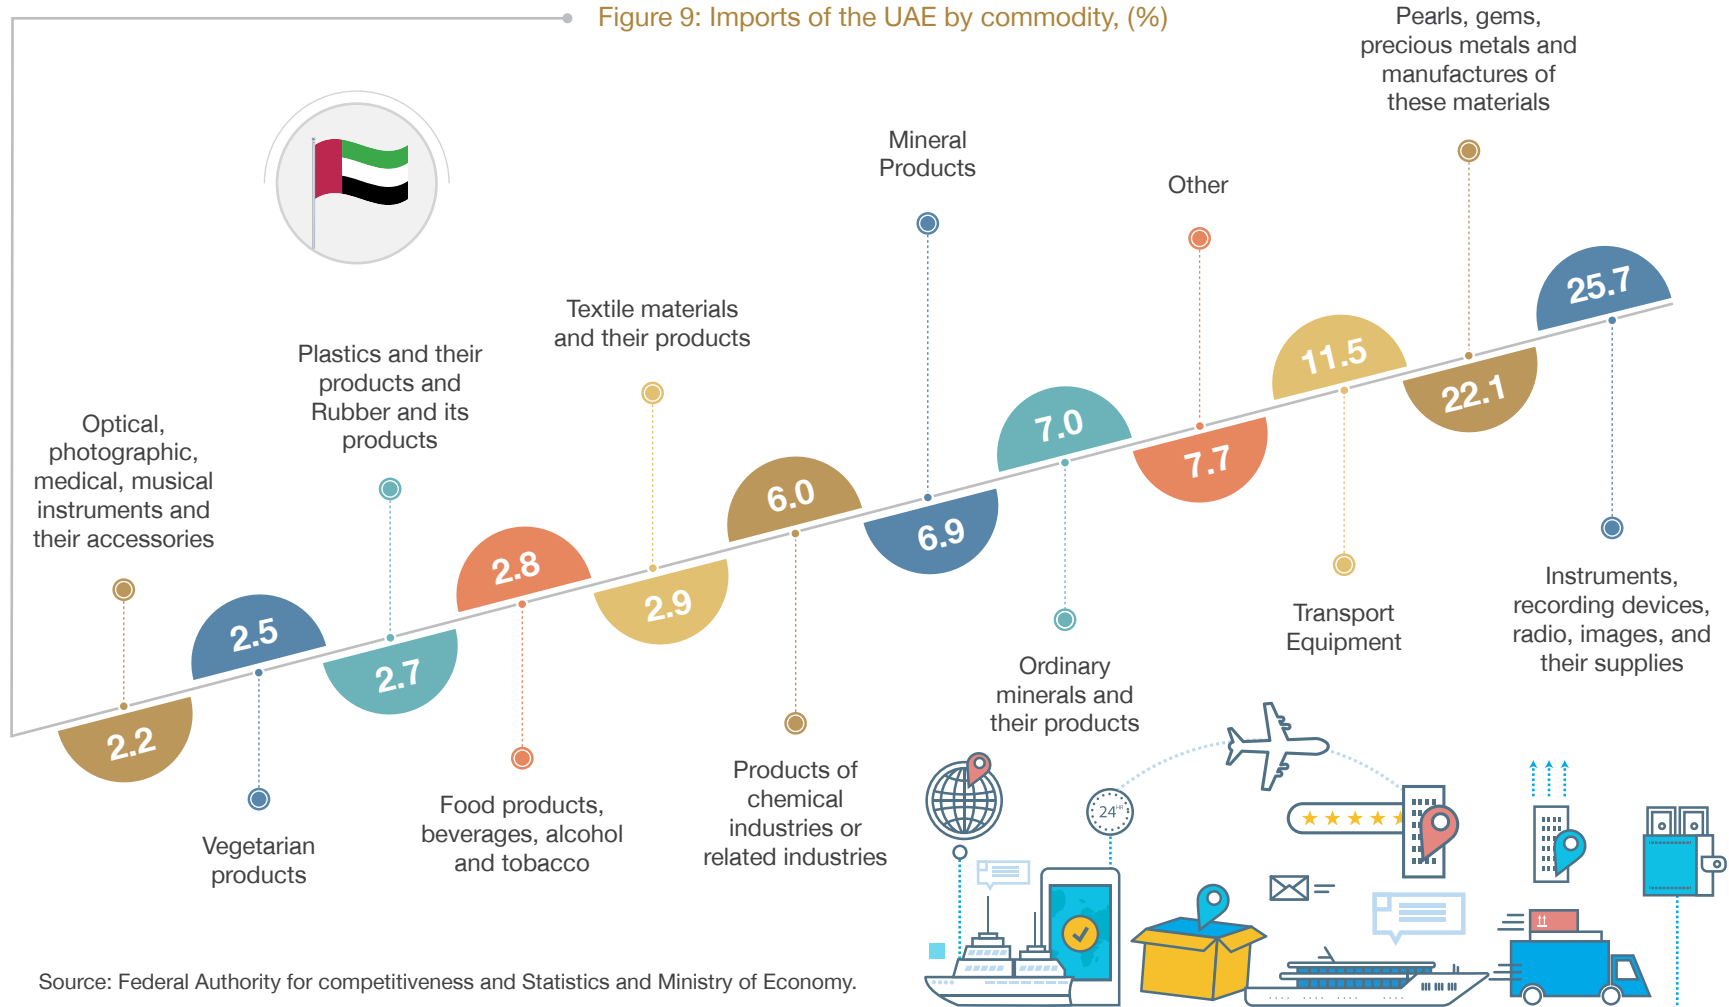 Figure 9: Imports of the UAE by commodity, (%)
Optical,
photographic,
medical, musical
instruments and
their accessories
2.2
2.5
Vegetarian
products
Plastics and their
products and
Rubber and its
products
2.7
2.8
Food products,
beverages, alcohol
and tobacco
Textile materials
and their products
2.9
6.0
Products of
chemical
industries or
related industries
Mineral
Products
6.9
7.0
Ordinary
minerals and
their products
Other
7.7
11.5
Transport
Equipment
Pearls, gems,
precious metals and
manufactures of
these materials
22.1
25.7
Instruments,
recording devices,
radio, images, and
their supplies
24HR
Source: Federal Authority for competitiveness and Statistics and Ministry of Economy.